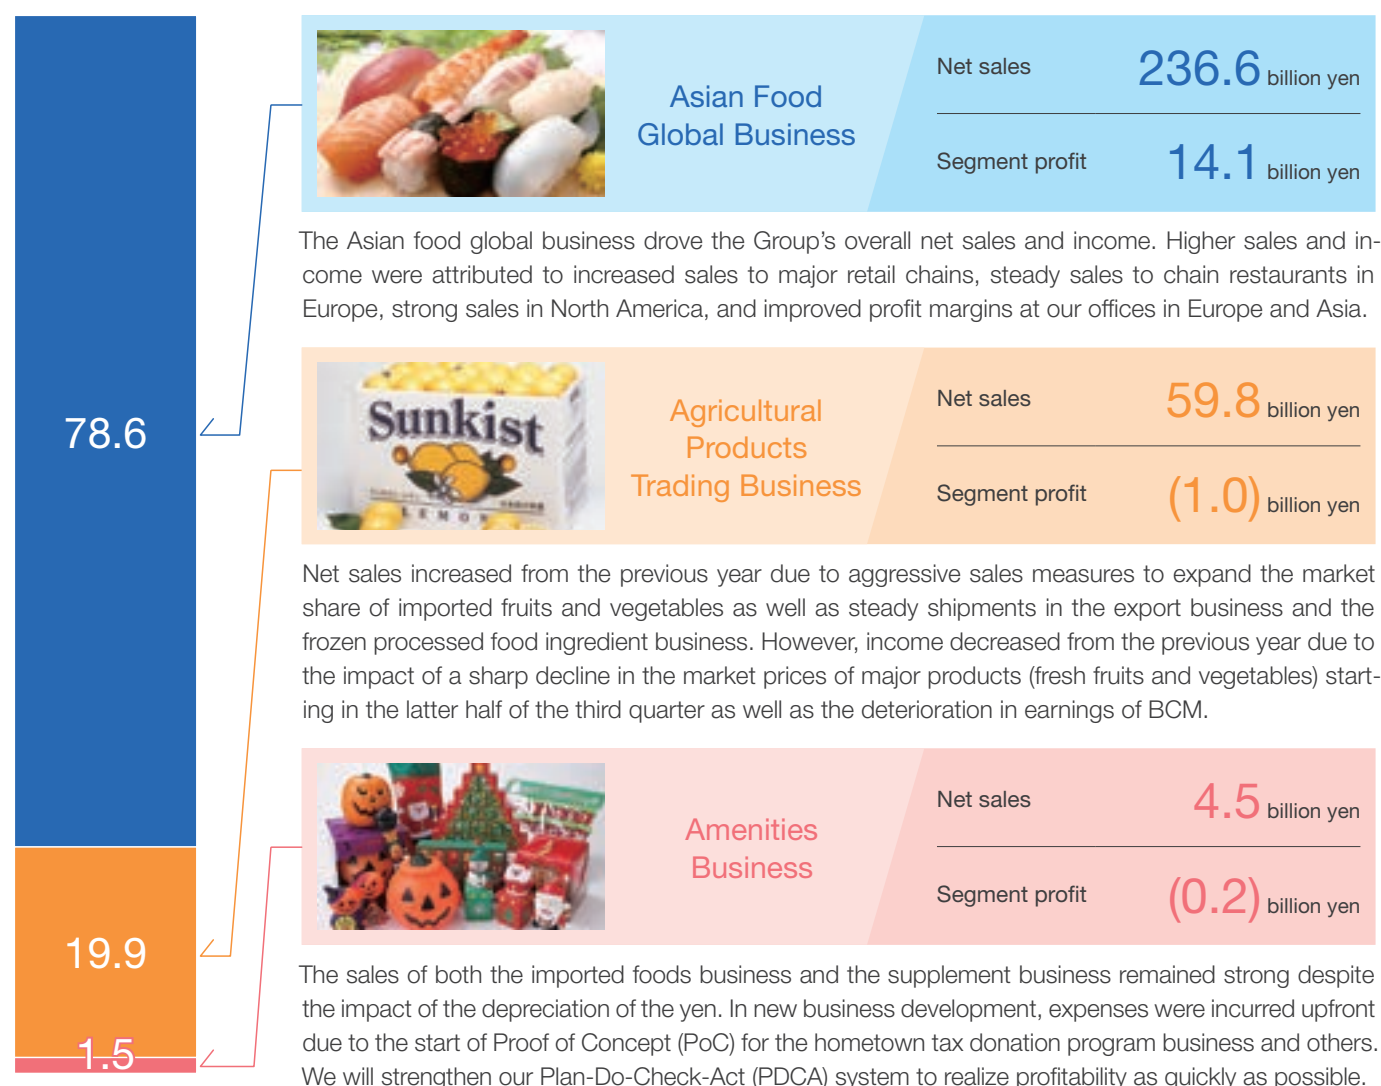 78.6
19.9
1.5
Asian Food
Global Business
Net sales 236.6 billion yen
Segment profit 14.1 billion yen
The Asian food global business drove the Group's overall net sales and income. Higher sales and in-
come were attributed to increased sales to major retail chains, steady sales to chain restaurants in
Europe, strong sales in North America, and improved profit margins at our offices in Europe and Asia.
Sunkist
LEMON
Agricultural
Products
Trading Business
Net sales 59.8 billion yen
Segment profit (1.0) billion yen
Net sales increased from the previous year due to aggressive sales measures to expand the market
share of imported fruits and vegetables as well as steady shipments in the export business and the
frozen processed food ingredient business. However, income decreased from the previous year due to
the impact of a sharp decline in the market prices of major products (fresh fruits and vegetables) start-
ing in the latter half of the third quarter as well as the deterioration in earnings of BCM.
Amenities
Business
Net sales 4.5 billion yen
Segment profit (0.2) billion yen
The sales of both the imported foods business and the supplement business remained strong despite
the impact of the depreciation of the yen. In new business development, expenses were incurred upfront
due to the start of Proof of Concept (PoC) for the hometown tax donation program business and others.
We will strengthen our Plan-Do-Check-Act (PDCA) system to realize profitability as quickly as possible.